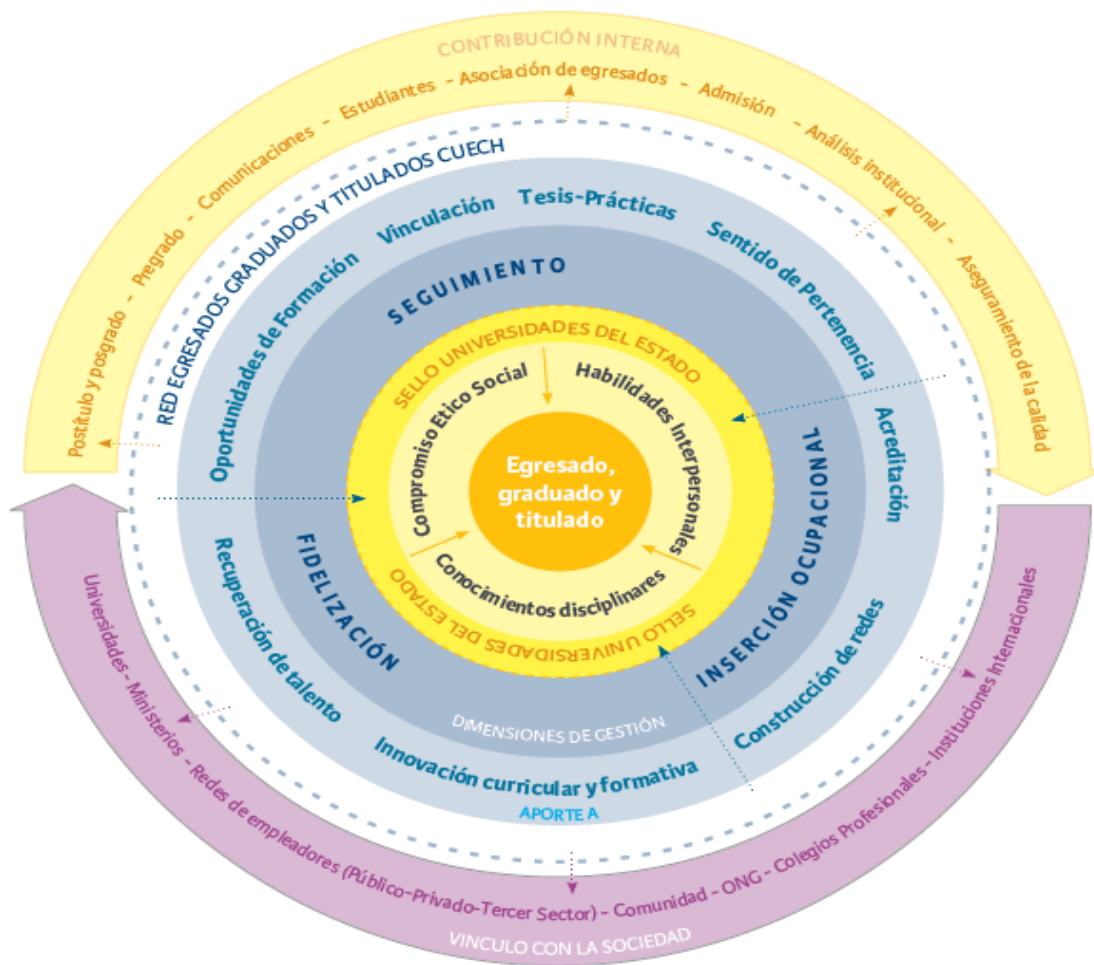 CONTRIBUCIÓN INTERNA
Postítulo y posgrado - Pregrado - Comunicaciones - Estudiantes - Asociación de egresados - Admisión - Análisis institucional - Aseguramiento de la calidad
RED EGRESADOS GRADUADOS Y TITULADOS CUECH
Oportunidades de Formación
Vinculación
Tesis-Prácticas
Sentido de Pertenencia
Acreditación
Construcción de redes
Innovación curricular y formativa
Recuperación de talento
APORTE A
SEGUIMIENTO
INSERCIÓN OCUPACIONAL
FIDELIZACIÓN
DIMENSIONES DE GESTIÓN
SELLO UNIVERSIDADES DEL ESTADO
SELLO UNIVERSIDADES DEL ESTADO
Compromiso Etico Social
Habilidades Interpersonales
Conocimientos disciplinares
Egresado,
graduado y
titulado
Universidades- Ministerios - Redes de empleadores (Público-Privado-Tercer Sector) - Comunidad - ONG - Colegios Profesionales - Instituciones Internacionales
VINCULO CON LA SOCIEDAD